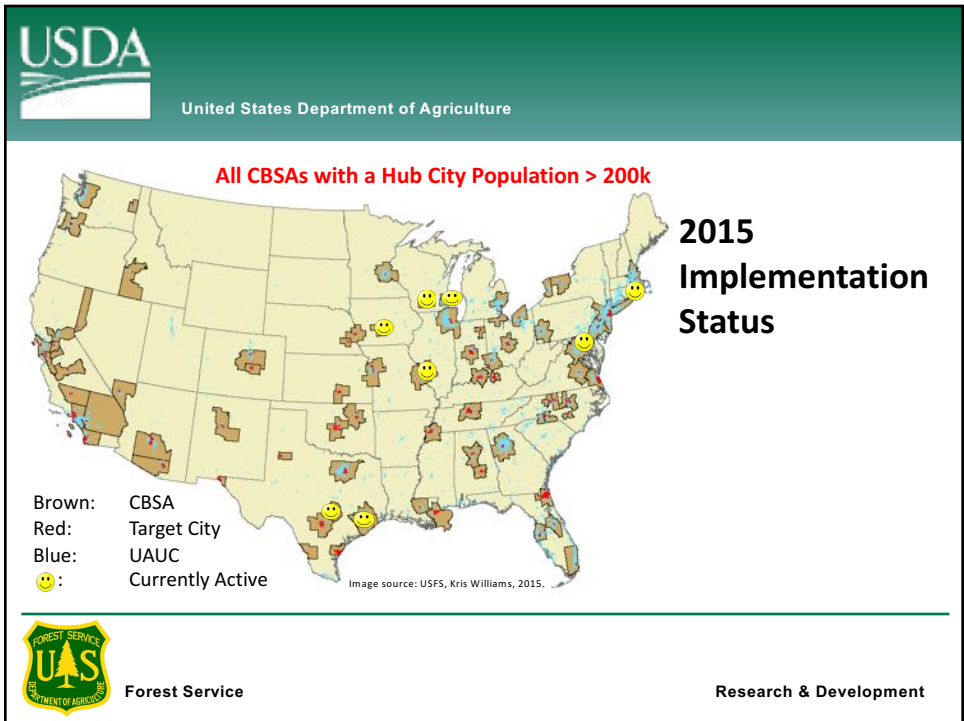 USDA
United States Department of Agriculture
All CBSAs with a Hub City Population > 200k
2015
Implementation
Status
Brown: CBSA
Red: Target City
Blue: UAUC
: Currently Active
Image source: USFS, Kris Williams, 2015.
FOREST SERVICE
U S
DEPARTMENT OF AGRICULTURE
Forest Service
Research & Development